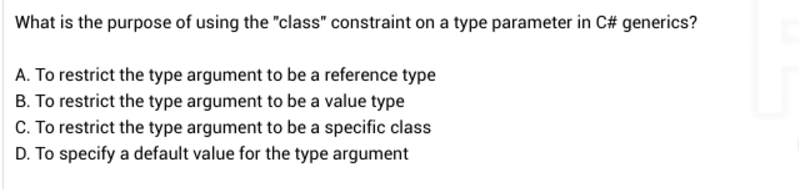 What is the purpose of using the "class" constraint on a type parameter in C# generics?
A. To restrict the type argument to be a reference type
B. To restrict the type argument to be a value type
C. To restrict the type argument to be a specific class
D. To specify a default value for the type argument